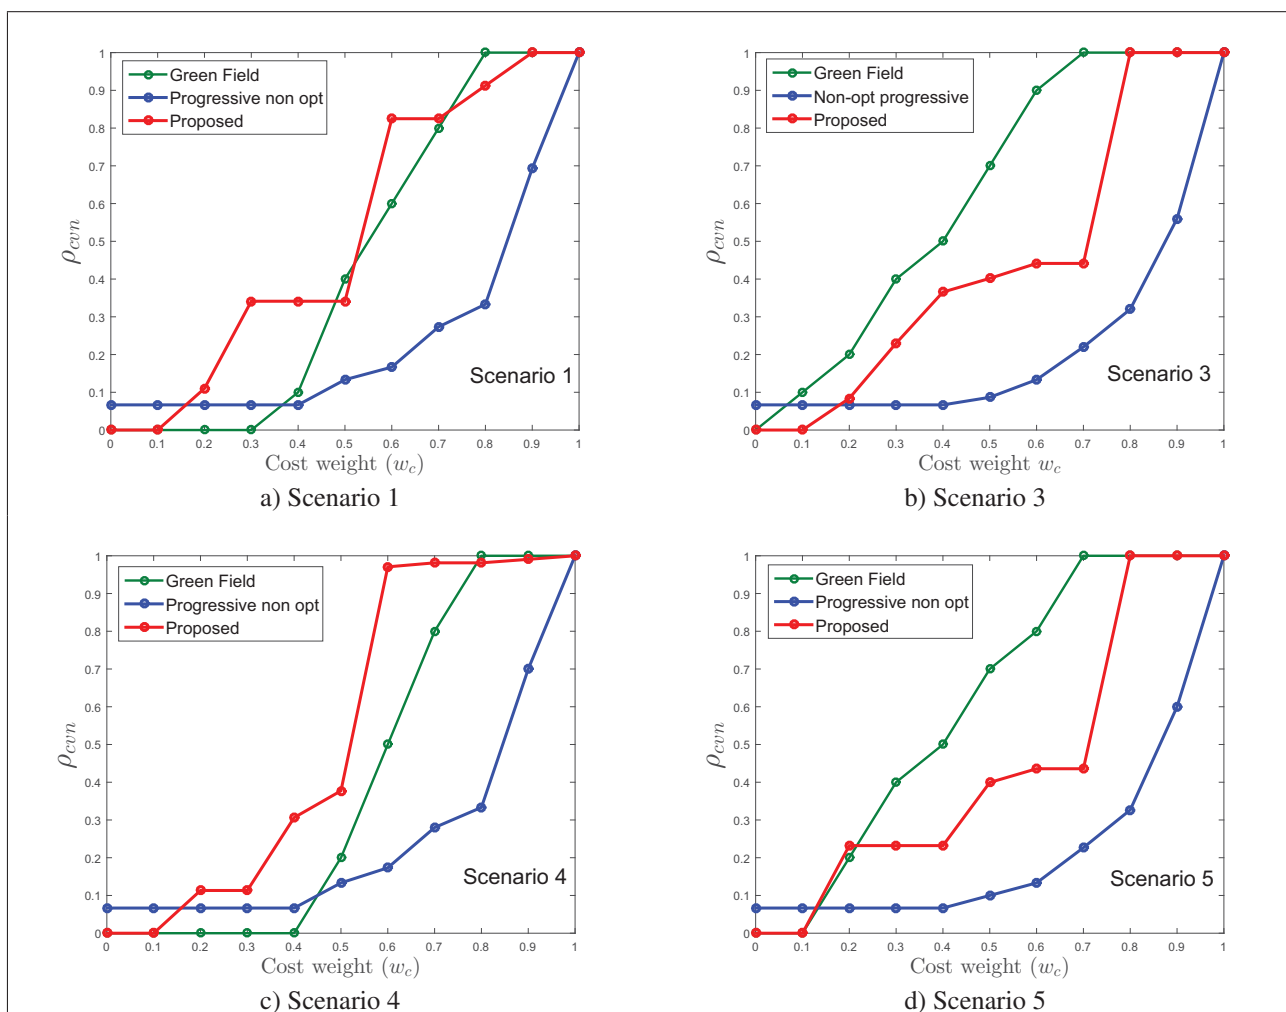 1
0.9
0.8
0.7
0.6
0.5
0.4
0.3
0.2
0.1
0
ρcvn
Green Field
Progressive non opt
Proposed
Scenario 1
0 0.1 0.2 0.3 0.4 0.5 0.6 0.7 0.8 0.9 1
Cost weight (wc)
a) Scenario 1
1
0.9
0.8
0.7
0.6
0.5
0.4
0.3
0.2
0.1
0
ρcvn
Green Field
Non-opt progressive
Proposed
Scenario 3
0 0.1 0.2 0.3 0.4 0.5 0.6 0.7 0.8 0.9 1
Cost weight wc
b) Scenario 3
1
0.9
0.8
0.7
0.6
0.5
0.4
0.3
0.2
0.1
0
ρcvn
Green Field
Progressive non opt
Proposed
Scenario 4
0 0.1 0.2 0.3 0.4 0.5 0.6 0.7 0.8 0.9 1
Cost weight (wc)
c) Scenario 4
1
0.9
0.8
0.7
0.6
0.5
0.4
0.3
0.2
0.1
0
ρcvn
Green Field
Progressive non opt
Proposed
Scenario 5
0 0.1 0.2 0.3 0.4 0.5 0.6 0.7 0.8 0.9 1
Cost weight (wc)
d) Scenario 5